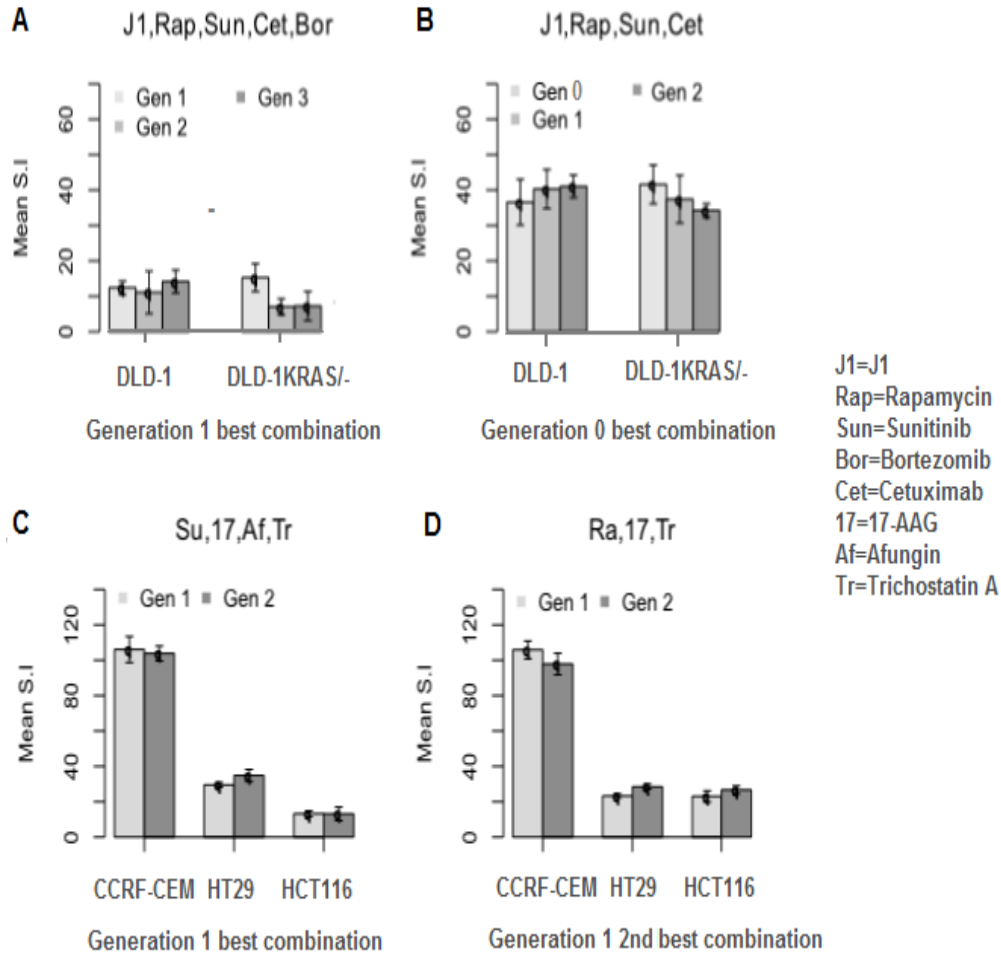 A
J1,Rap,Sun,Cet,Bor
Mean S.I
60
40
20
0
Gen 1
Gen 2
Gen 3
DLD-1
DLD-1KRAS/-
Generation 1 best combination
B
J1,Rap,Sun,Cet
Mean S.I
60
40
20
0
Gen 0
Gen 1
Gen 2
DLD-1
DLD-1KRAS/-
Generation 0 best combination
J1=J1
Rap=Rapamycin
Sun=Sunitinib
Bor=Bortezomib
Cet=Cetuximab
17=17-AAG
Af=Afungin
Tr=Trichostatin A
C
Su,17,Af,Tr
Mean S.I
120
80
40
0
Gen 1
Gen 2
CCRF-CEM HT29 HCT116
Generation 1 best combination
D
Ra,17,Tr
Mean S.I
120
80
40
0
Gen 1
Gen 2
CCRF-CEM HT29 HCT116
Generation 1 2nd best combination